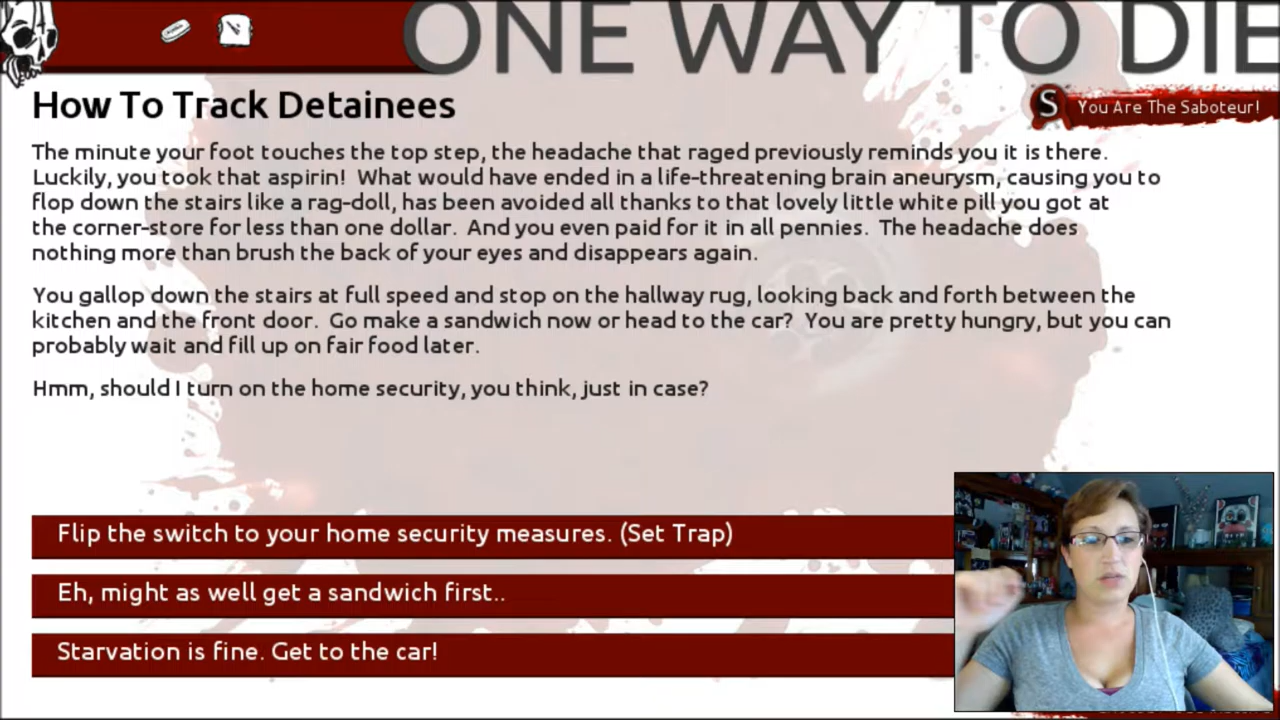 ONE WAY TO DIE
How To Track Detainees
S You Are The Saboteur!
The minute your foot touches the top step, the headache that raged previously reminds you it is there.
Luckily, you took that aspirin! What would have ended in a life-threatening brain aneurysm, causing you to
flop down the stairs like a rag-doll, has been avoided all thanks to that lovely little white pill you got at
the corner-store for less than one dollar. And you even paid for it in all pennies. The headache does
nothing more than brush the back of your eyes and disappears again.
You gallop down the stairs at full speed and stop on the hallway rug, looking back and forth between the
kitchen and the front door. Go make a sandwich now or head to the car? You are pretty hungry, but you can
probably wait and fill up on fair food later.
Hmm, should I turn on the home security, you think, just in case?
Flip the switch to your home security measures. (Set Trap)
Eh, might as well get a sandwich first..
Starvation is fine. Get to the car!